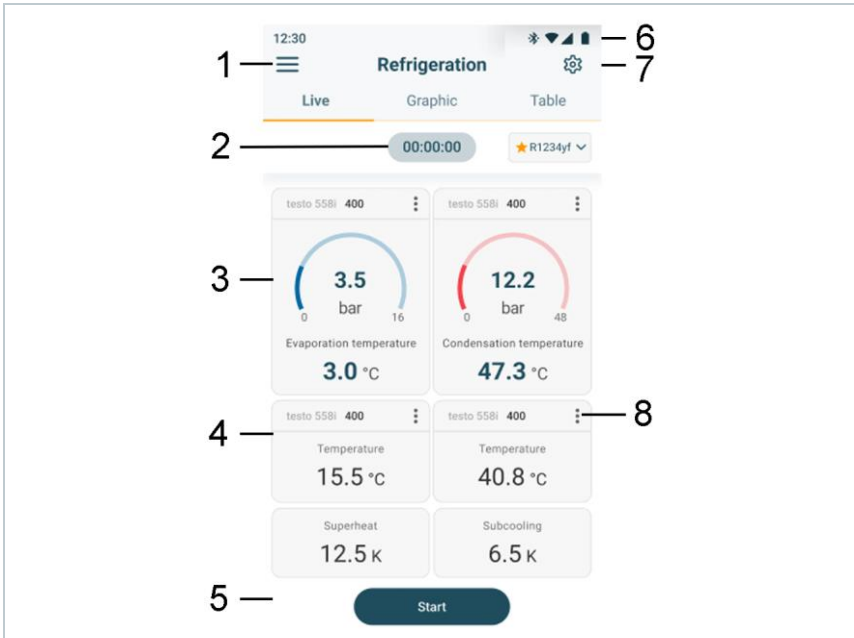 12:30
6
1
Refrigeration
7
Live Graphic Table
2
00:00:00
R1234yf
testo 558i 400
testo 558i 400
3
3.5
bar
0 16
Evaporation temperature
3.0 °C
12.2
bar
0 48
Condensation temperature
47.3 °C
4
testo 558i 400
Temperature
15.5 °C
testo 558i 400
8
Temperature
40.8 °C
Superheat
12.5 K
Subcooling
6.5 K
5
Start